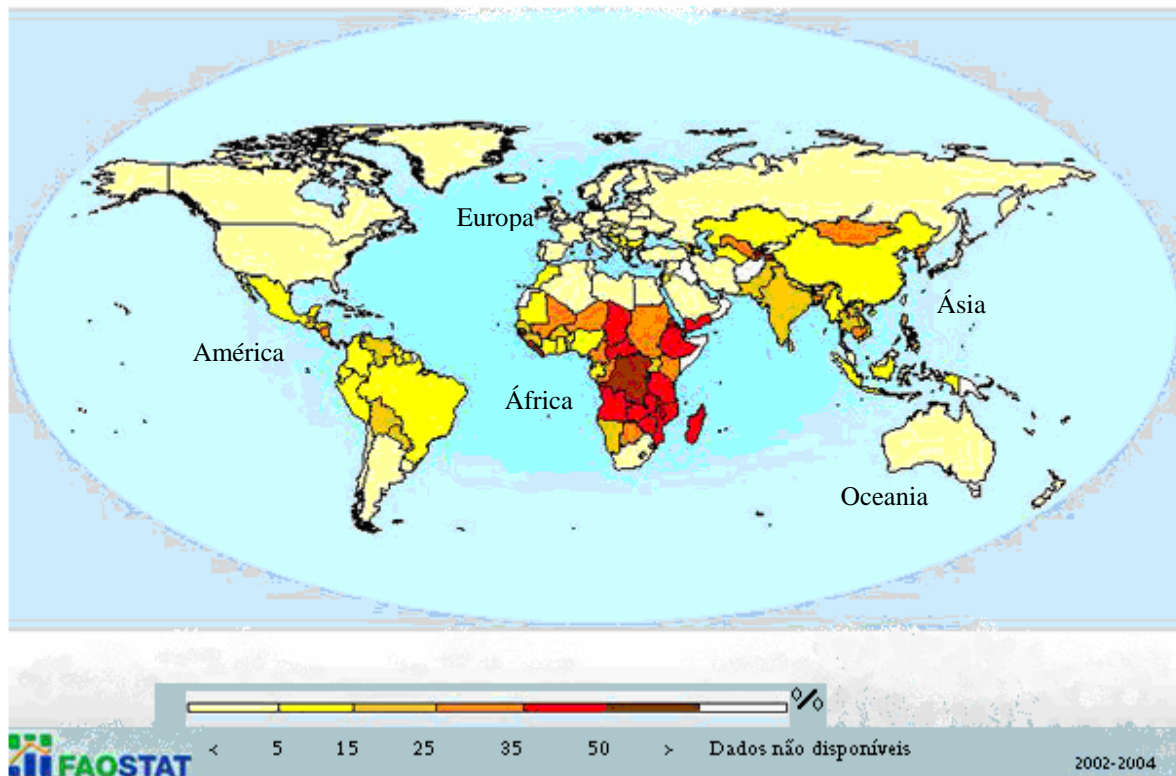 Europa
Ásia
América
África
Oceania
%
< 5 15 25 35 50 > Dados não disponíveis
FAOSTAT
2002-2004